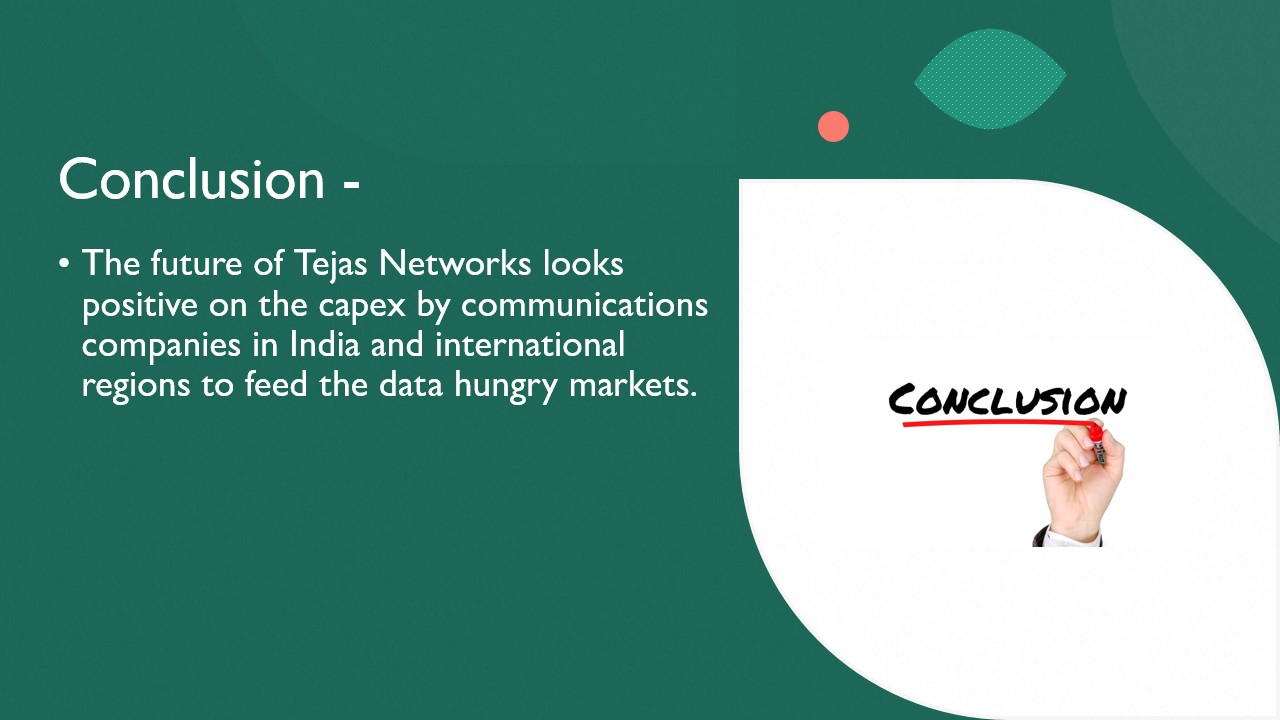 Conclusion -
• The future of Tejas Networks looks
positive on the capex by communications
companies in India and international
regions to feed the data hungry markets.
CONCLUSION